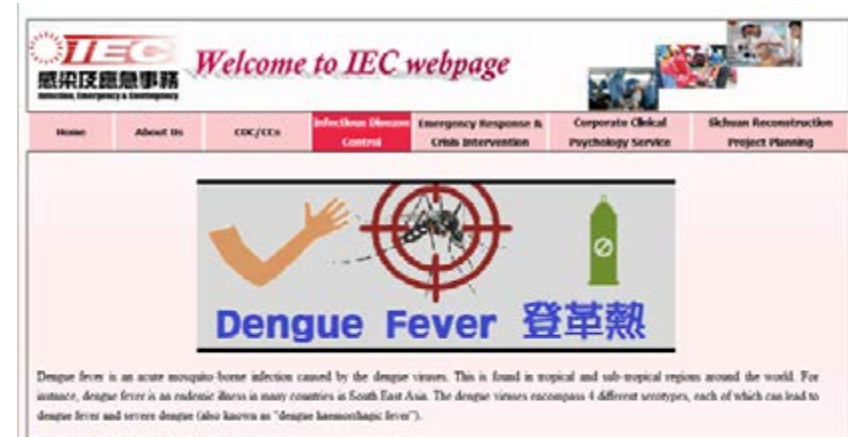 IEC
感染及應急事務
Infection, Emergency & Contingency
Welcome to IEC webpage
Home
About Us
COC/CCs
Infectious Disease Control
Emergency Response & Crisis Intervention
Corporate Clinical Psychology Service
Sichuan Reconstruction Project Planning
Dengue Fever 登革熱
Dengue fever is an acute mosquito-borne infection caused by the dengue viruses. This is found in tropical and sub-tropical regions around the world. For
instance, dengue fever is an endemic illness in many countries in South East Asia. The dengue viruses encompass 4 different serotypes, each of which can lead to
dengue fever and severe dengue (also known as "dengue haemorrhagic fever").